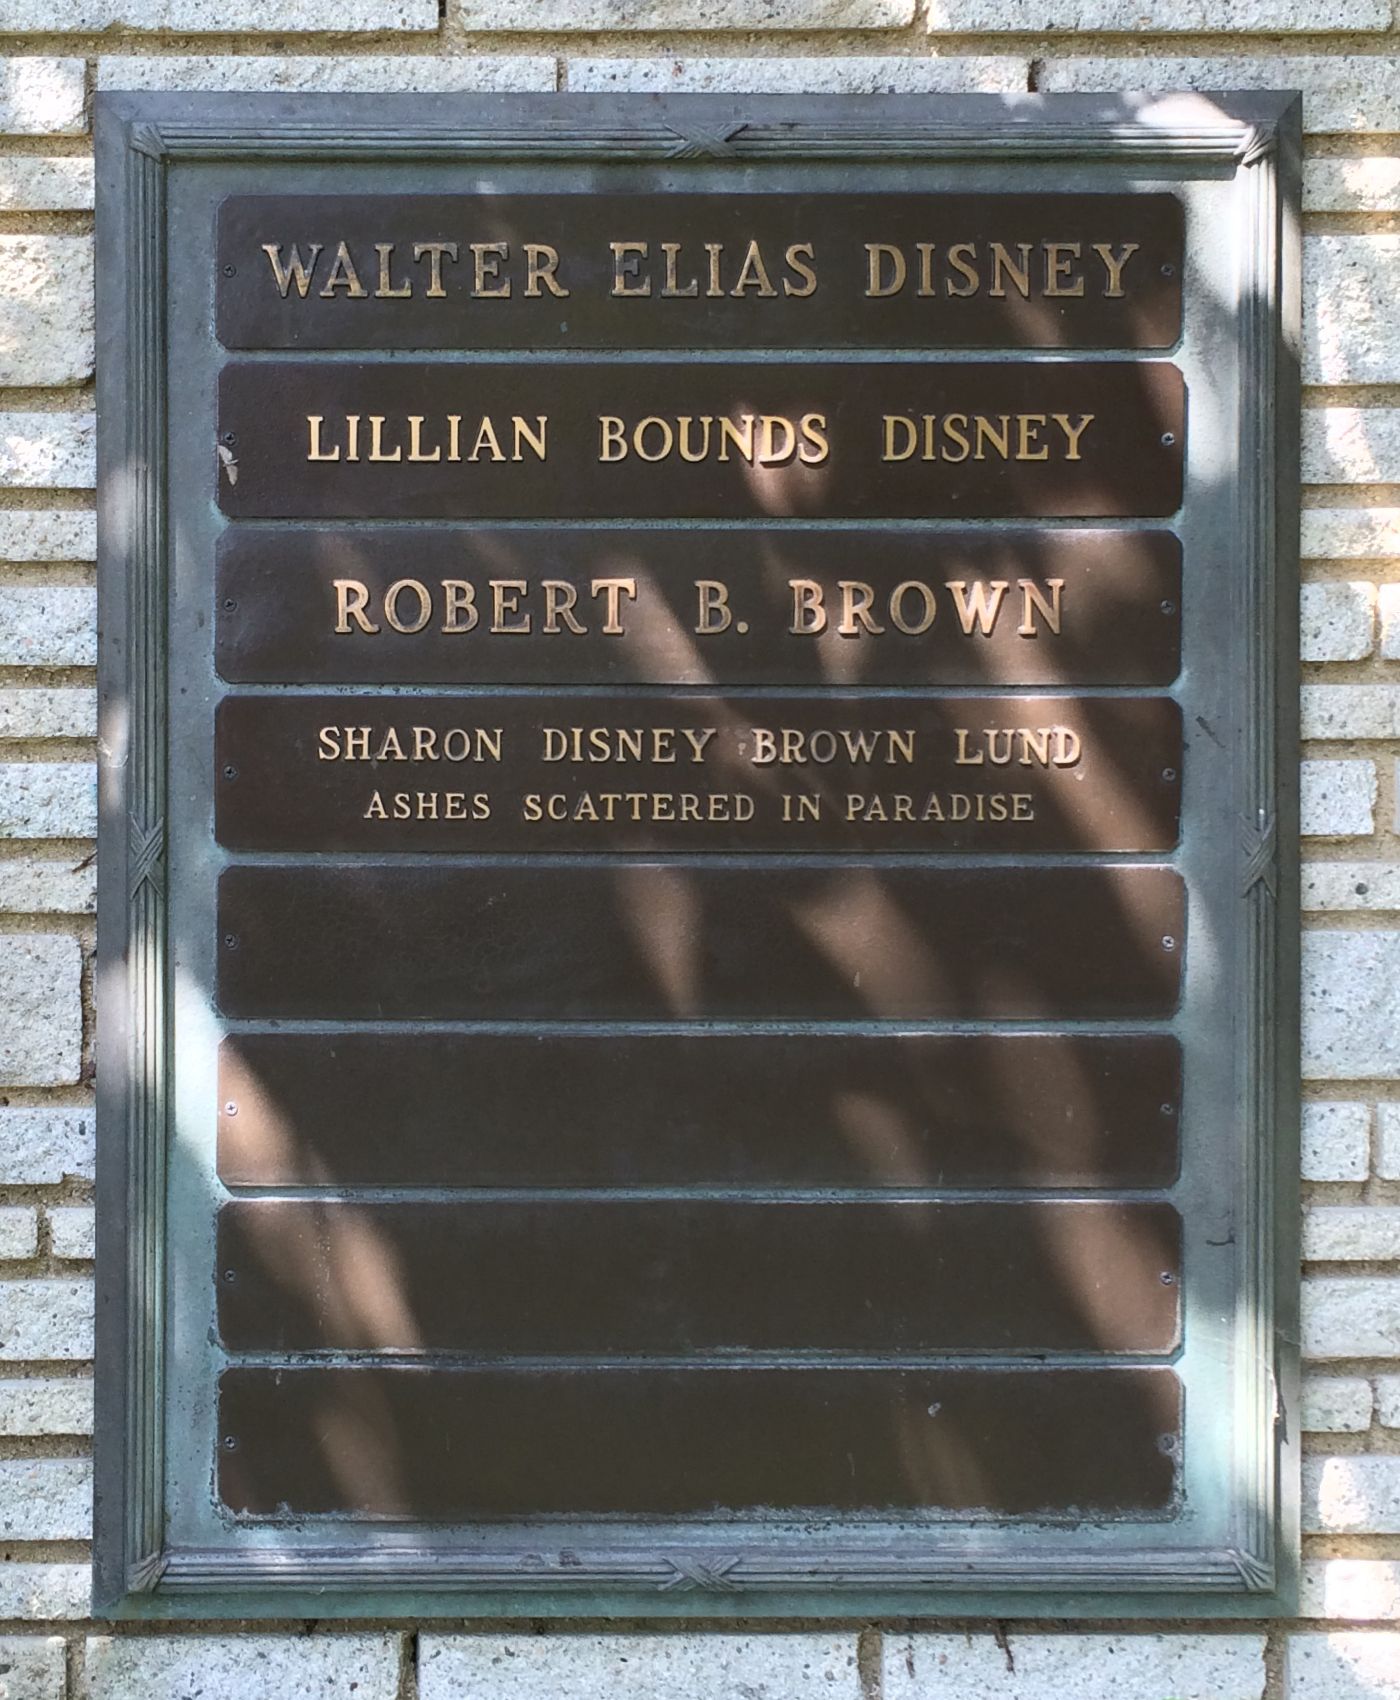 WALTER ELIAS DISNEY
LILLIAN BOUNDS DISNEY
ROBERT B. BROWN
SHARON DISNEY BROWN LUND
ASHES SCATTERED IN PARADISE